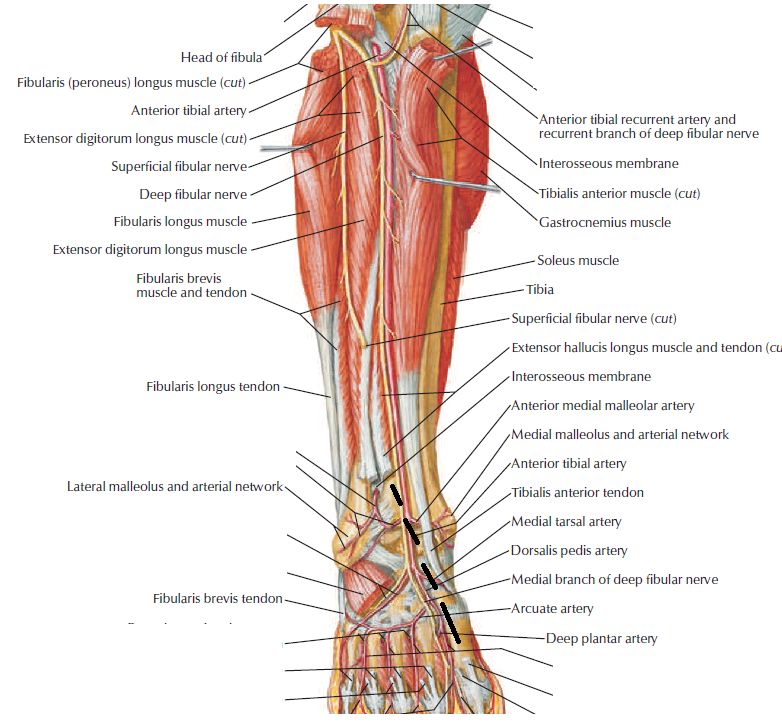 Head of fibula
Fibularis (peroneus) longus muscle (cut)
Anterior tibial artery
Extensor digitorum longus muscle (cut)
Superficial fibular nerve
Deep fibular nerve
Fibularis longus muscle
Extensor digitorum longus muscle
Fibularis brevis
muscle and tendon
Fibularis longus tendon
Lateral malleolus and arterial network
Fibularis brevis tendon
Anterior tibial recurrent artery and
recurrent branch of deep fibular nerve
Interosseous membrane
Tibialis anterior muscle (cut)
Gastrocnemius muscle
Soleus muscle
Tibia
Superficial fibular nerve (cut)
Extensor hallucis longus muscle and tendon (cu
Interosseous membrane
Anterior medial malleolar artery
Medial malleolus and arterial network
Anterior tibial artery
Tibialis anterior tendon
Medial tarsal artery
Dorsalis pedis artery
Medial branch of deep fibular nerve
Arcuate artery
Deep plantar artery